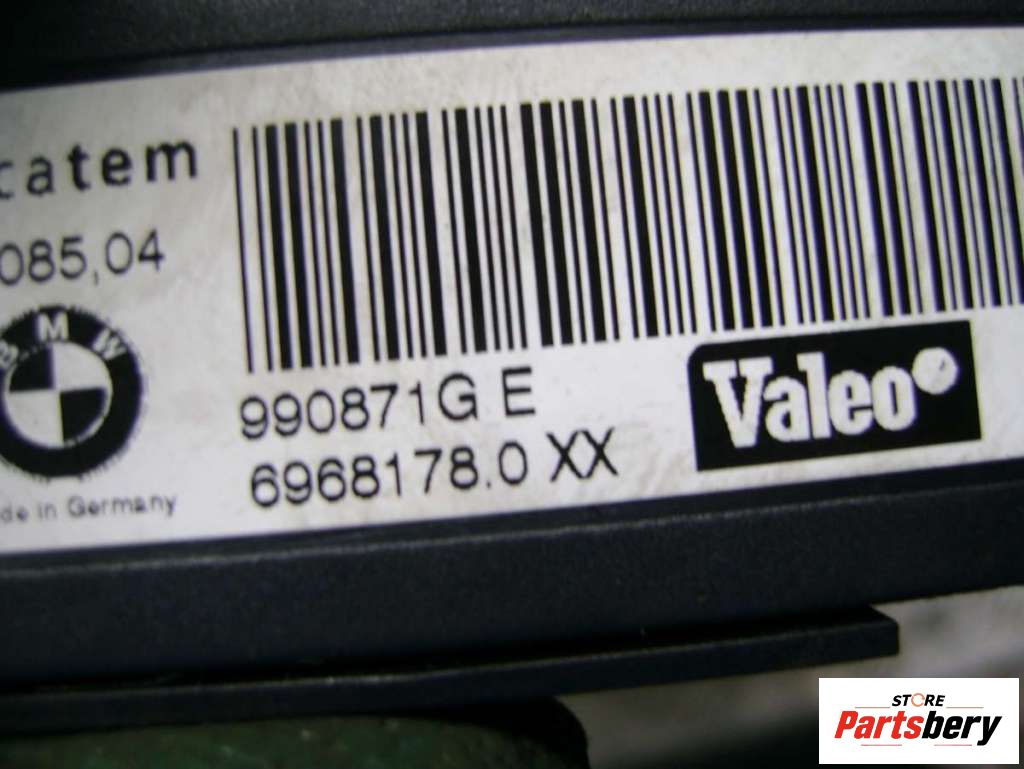 catem
085,04
BMW
de in Germany
990871G E
6968178.0 XX
Valeo
STORE
Partsbery